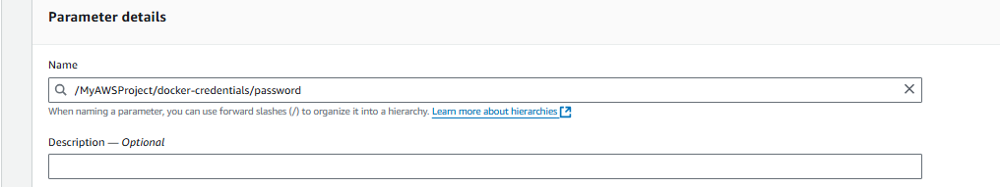 Parameter details
Name
/MyAWSProject/docker-credentials/password
When naming a parameter, you can use forward slashes (/) to organize it into a hierarchy. Learn more about hierarchies
Description — Optional